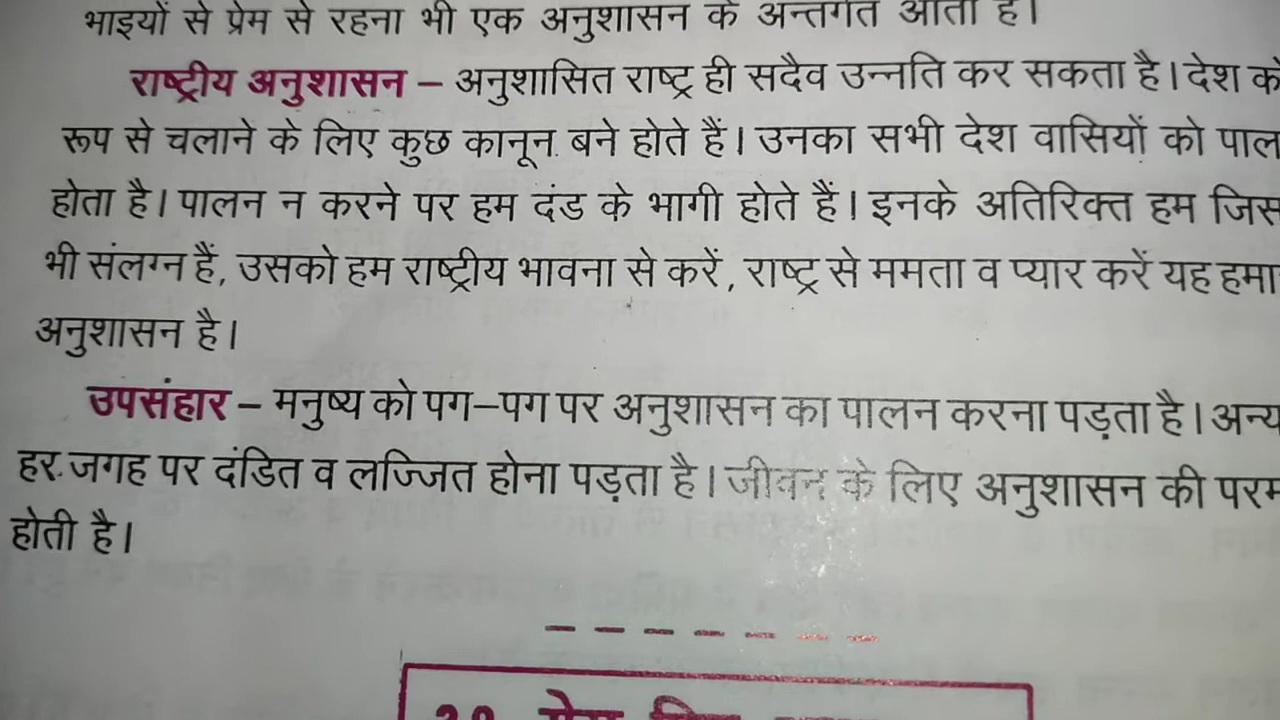 भाइयों से प्रेम से रहना भी एक अनुशासन के अन्तर्गत आता है।
राष्ट्रीय अनुशासन – अनुशासित राष्ट्र ही सदैव उन्नति कर सकता है। देश को
रूप से चलाने के लिए कुछ कानून बने होते हैं। उनका सभी देश वासियों को पाल
होता है। पालन न करने पर हम दंड के भागी होते हैं। इनके अतिरिक्त हम जिस
भी संलग्न हैं, उसको हम राष्ट्रीय भावना से करें, राष्ट्र से ममता व प्यार करें यह हमा
अनुशासन है।
उपसंहार – मनुष्य को पग–पग पर अनुशासन का पालन करना पड़ता है। अन्य
हर जगह पर दंडित व लज्जित होना पड़ता है। जीवन के लिए अनुशासन की परम
होती है।